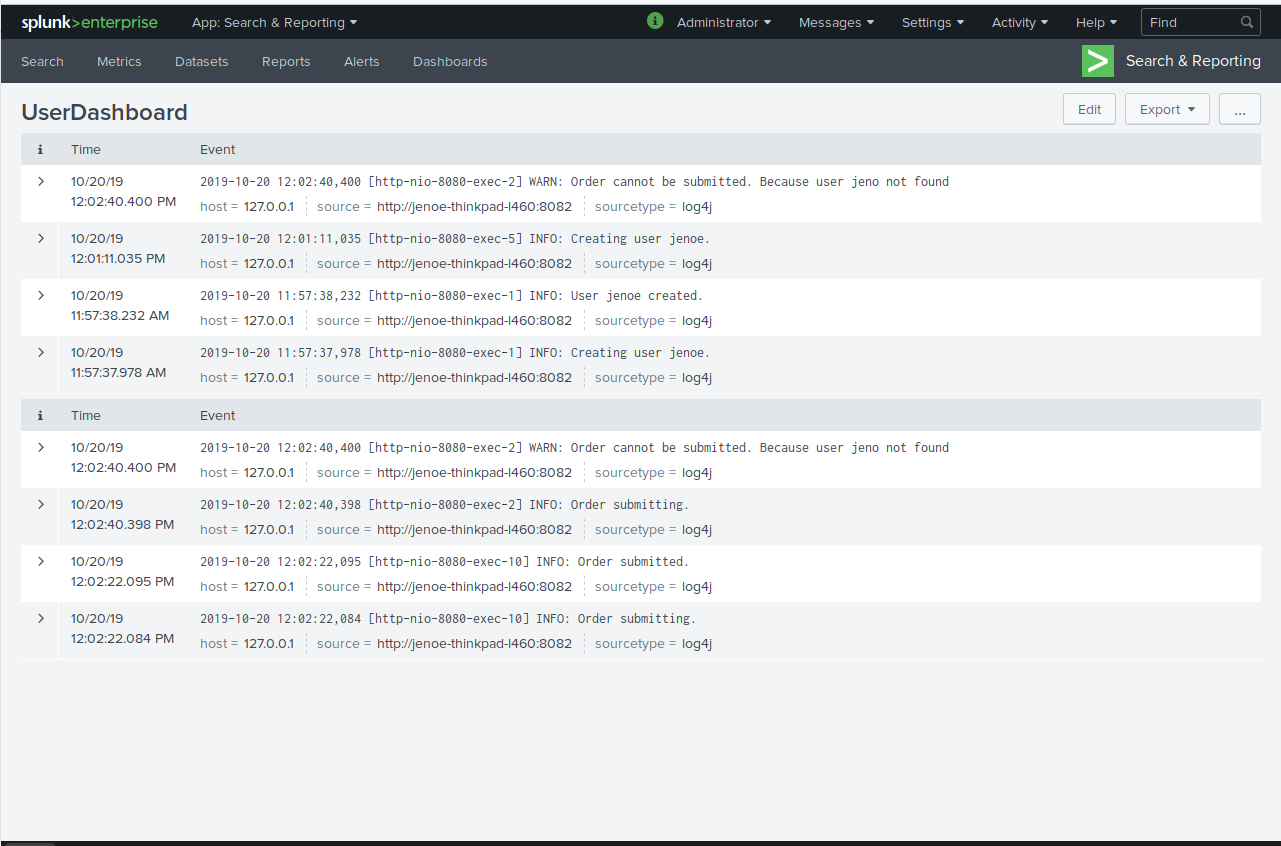 splunk>enterprise App: Search & Reporting i Administrator Messages Settings Activity Help Find
Search Metrics Datasets Reports Alerts Dashboards > Search & Reporting
UserDashboard Edit Export ...
i Time Event
10/20/19 2019-10-20 12:02:40,400 [http-nio-8080-exec-2] WARN: Order cannot be submitted. Because user jeno not found
12:02:40.400 PM host = 127.0.0.1 source = http://jenoe-thinkpad-l460:8082 sourcetype = log4j
10/20/19 2019-10-20 12:01:11,035 [http-nio-8080-exec-5] INFO: Creating user jenoe.
12:01:11.035 PM host = 127.0.0.1 source = http://jenoe-thinkpad-l460:8082 sourcetype = log4j
10/20/19 2019-10-20 11:57:38,232 [http-nio-8080-exec-1] INFO: User jenoe created.
11:57:38.232 AM host = 127.0.0.1 source = http://jenoe-thinkpad-l460:8082 sourcetype = log4j
10/20/19 2019-10-20 11:57:37,978 [http-nio-8080-exec-1] INFO: Creating user jenoe.
11:57:37.978 AM host = 127.0.0.1 source = http://jenoe-thinkpad-l460:8082 sourcetype = log4j
i Time Event
10/20/19 2019-10-20 12:02:40,400 [http-nio-8080-exec-2] WARN: Order cannot be submitted. Because user jeno not found
12:02:40.400 PM host = 127.0.0.1 source = http://jenoe-thinkpad-l460:8082 sourcetype = log4j
10/20/19 2019-10-20 12:02:40,398 [http-nio-8080-exec-2] INFO: Order submitting.
12:02:40.398 PM host = 127.0.0.1 source = http://jenoe-thinkpad-l460:8082 sourcetype = log4j
10/20/19 2019-10-20 12:02:22,095 [http-nio-8080-exec-10] INFO: Order submitted.
12:02:22.095 PM host = 127.0.0.1 source = http://jenoe-thinkpad-l460:8082 sourcetype = log4j
10/20/19 2019-10-20 12:02:22,084 [http-nio-8080-exec-10] INFO: Order submitting.
12:02:22.084 PM host = 127.0.0.1 source = http://jenoe-thinkpad-l460:8082 sourcetype = log4j